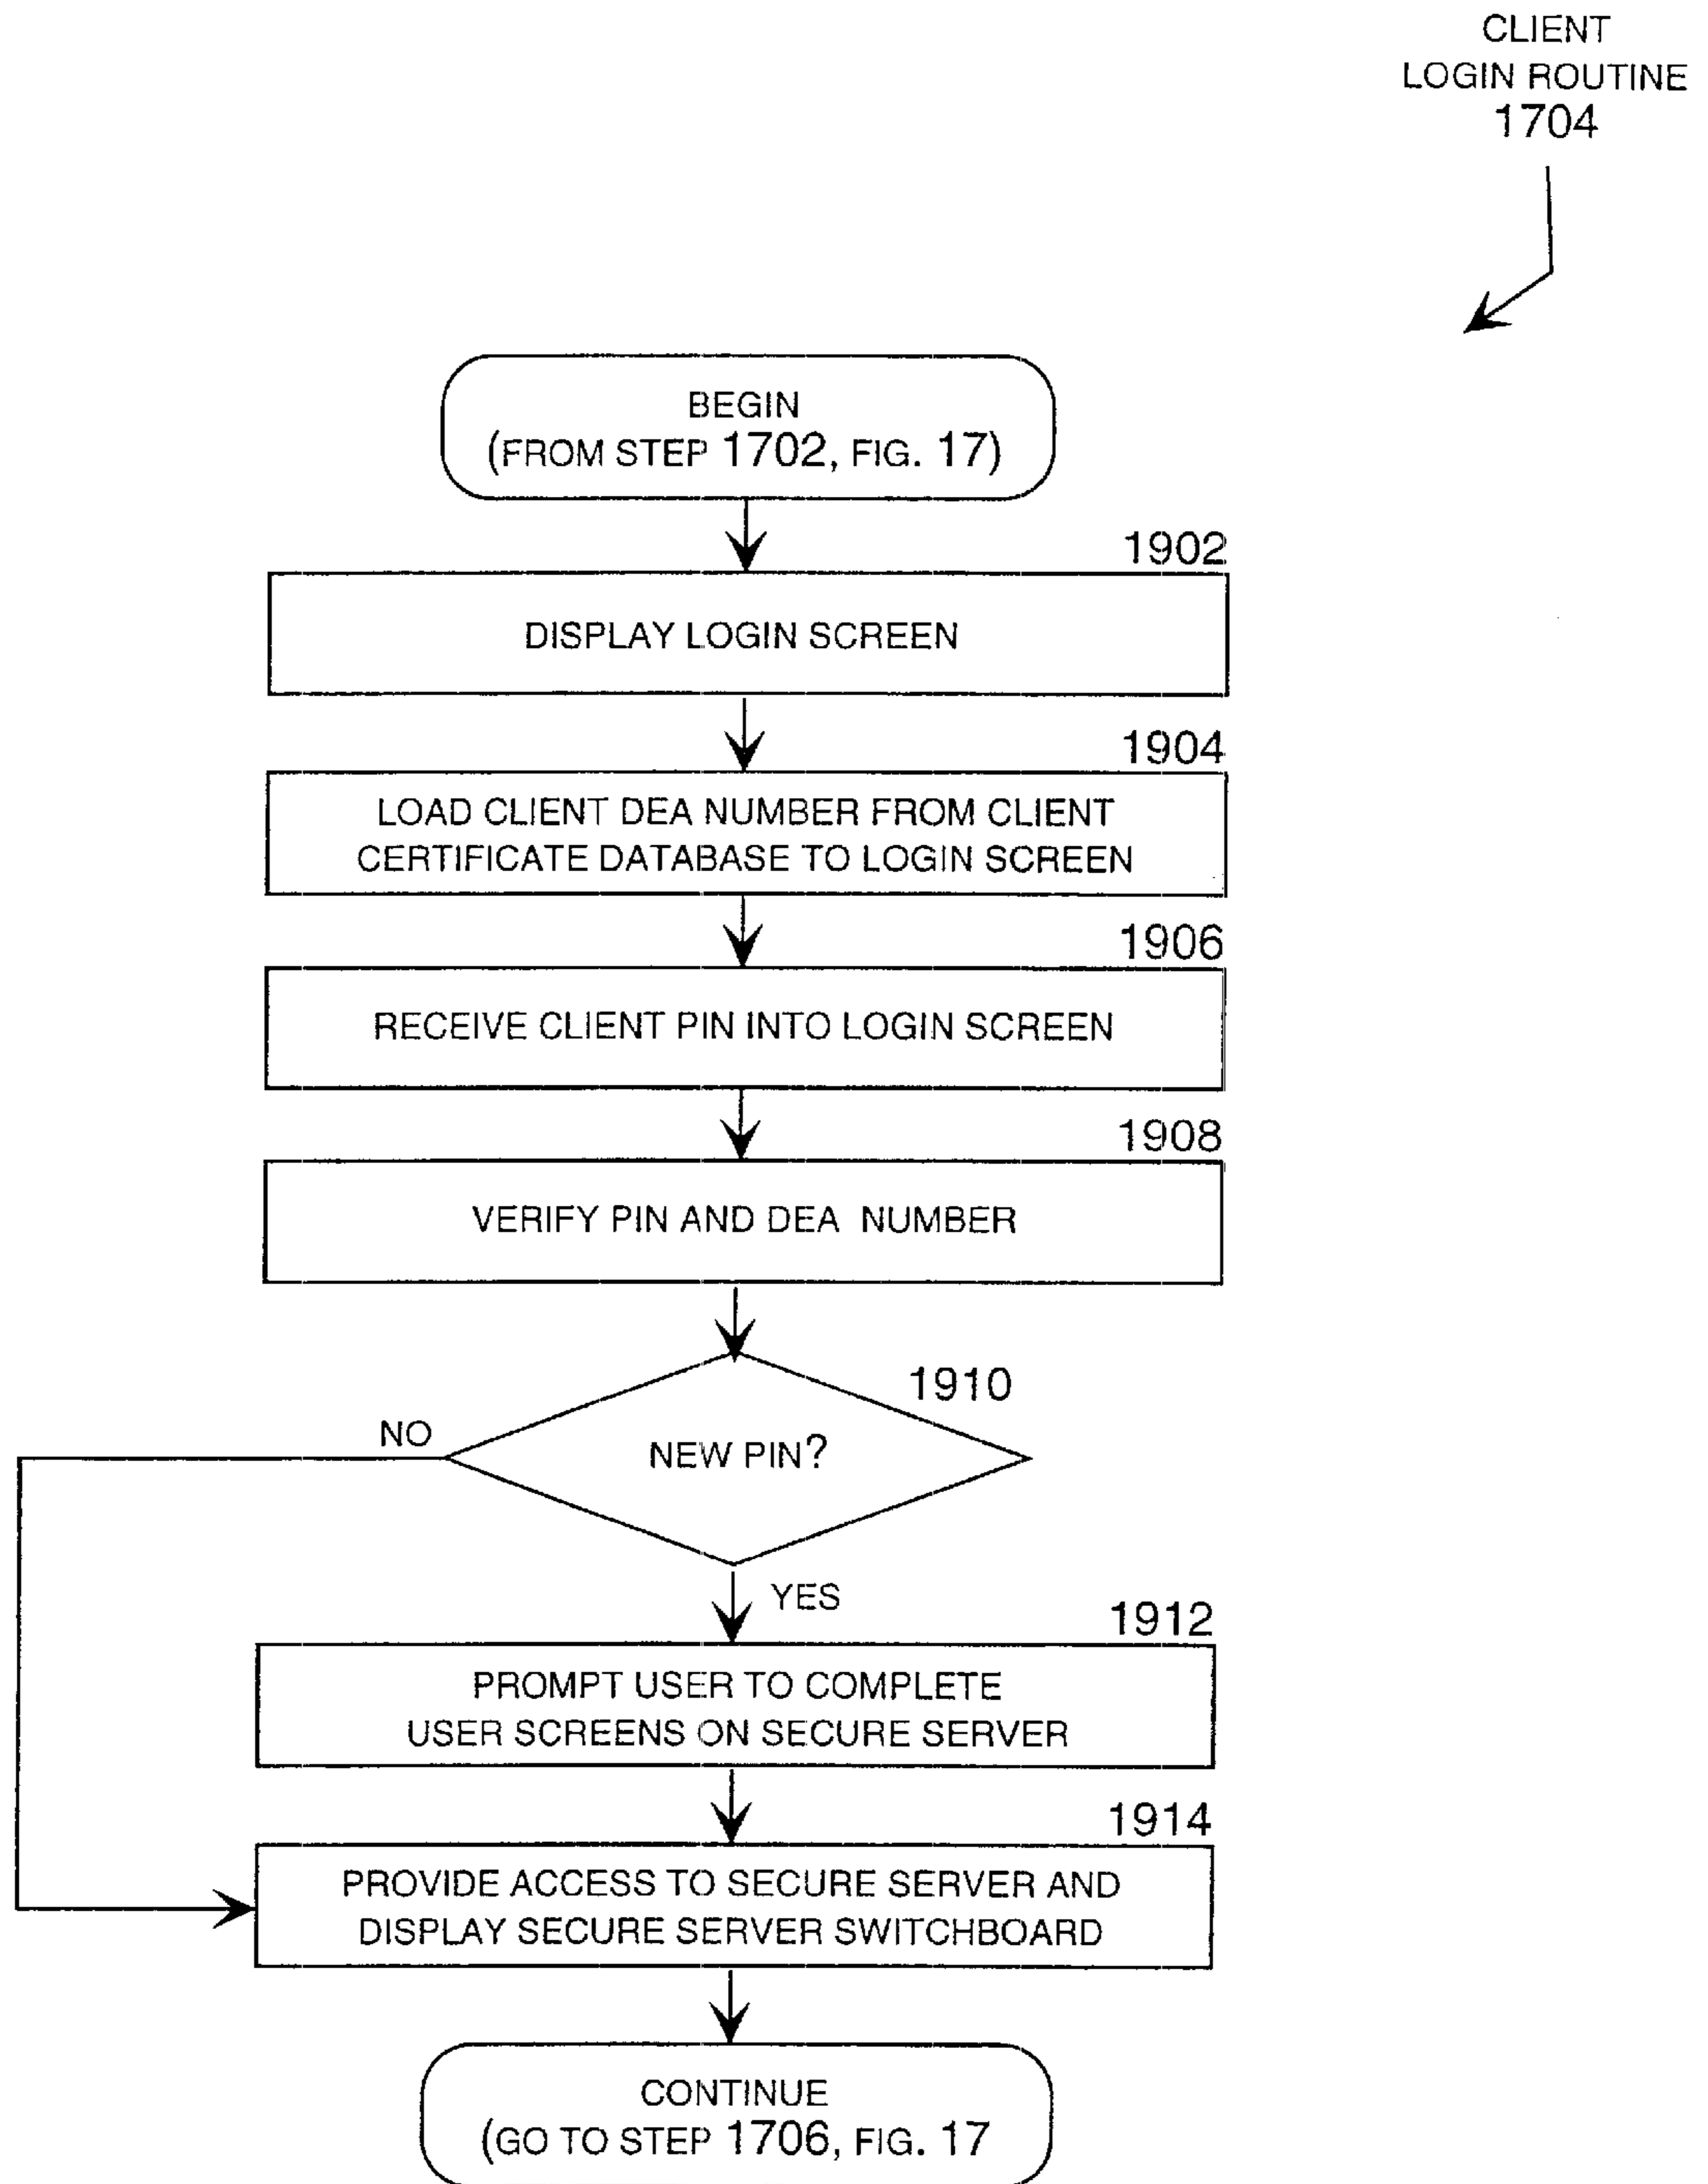 CLIENT
LOGIN ROUTINE
1704
BEGIN
(FROM STEP 1702, FIG. 17)
1902
DISPLAY LOGIN SCREEN
1904
LOAD CLIENT DEA NUMBER FROM CLIENT
CERTIFICATE DATABASE TO LOGIN SCREEN
1906
RECEIVE CLIENT PIN INTO LOGIN SCREEN
1908
VERIFY PIN AND DEA NUMBER
1910
NO
NEW PIN?
YES
1912
PROMPT USER TO COMPLETE
USER SCREENS ON SECURE SERVER
1914
PROVIDE ACCESS TO SECURE SERVER AND
DISPLAY SECURE SERVER SWITCHBOARD
CONTINUE
(GO TO STEP 1706, FIG. 17